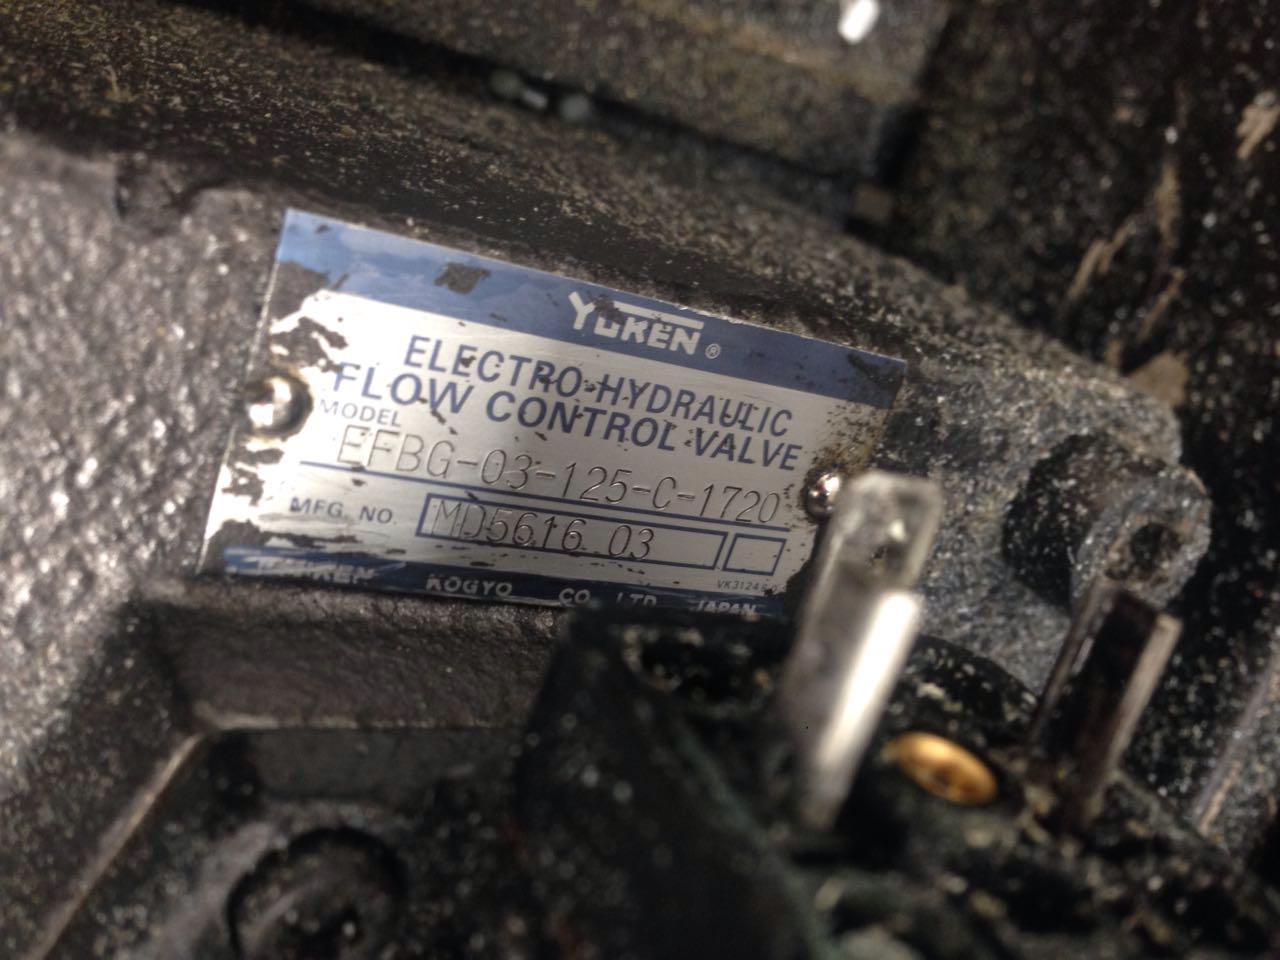 YUKEN ®
ELECTRO-HYDRAULIC
FLOW CONTROL VALVE
MODEL
EFBG-03-125-C-1720
MFG. NO. MD5616 03
YUKEN KOGYO CO. LTD. JAPAN